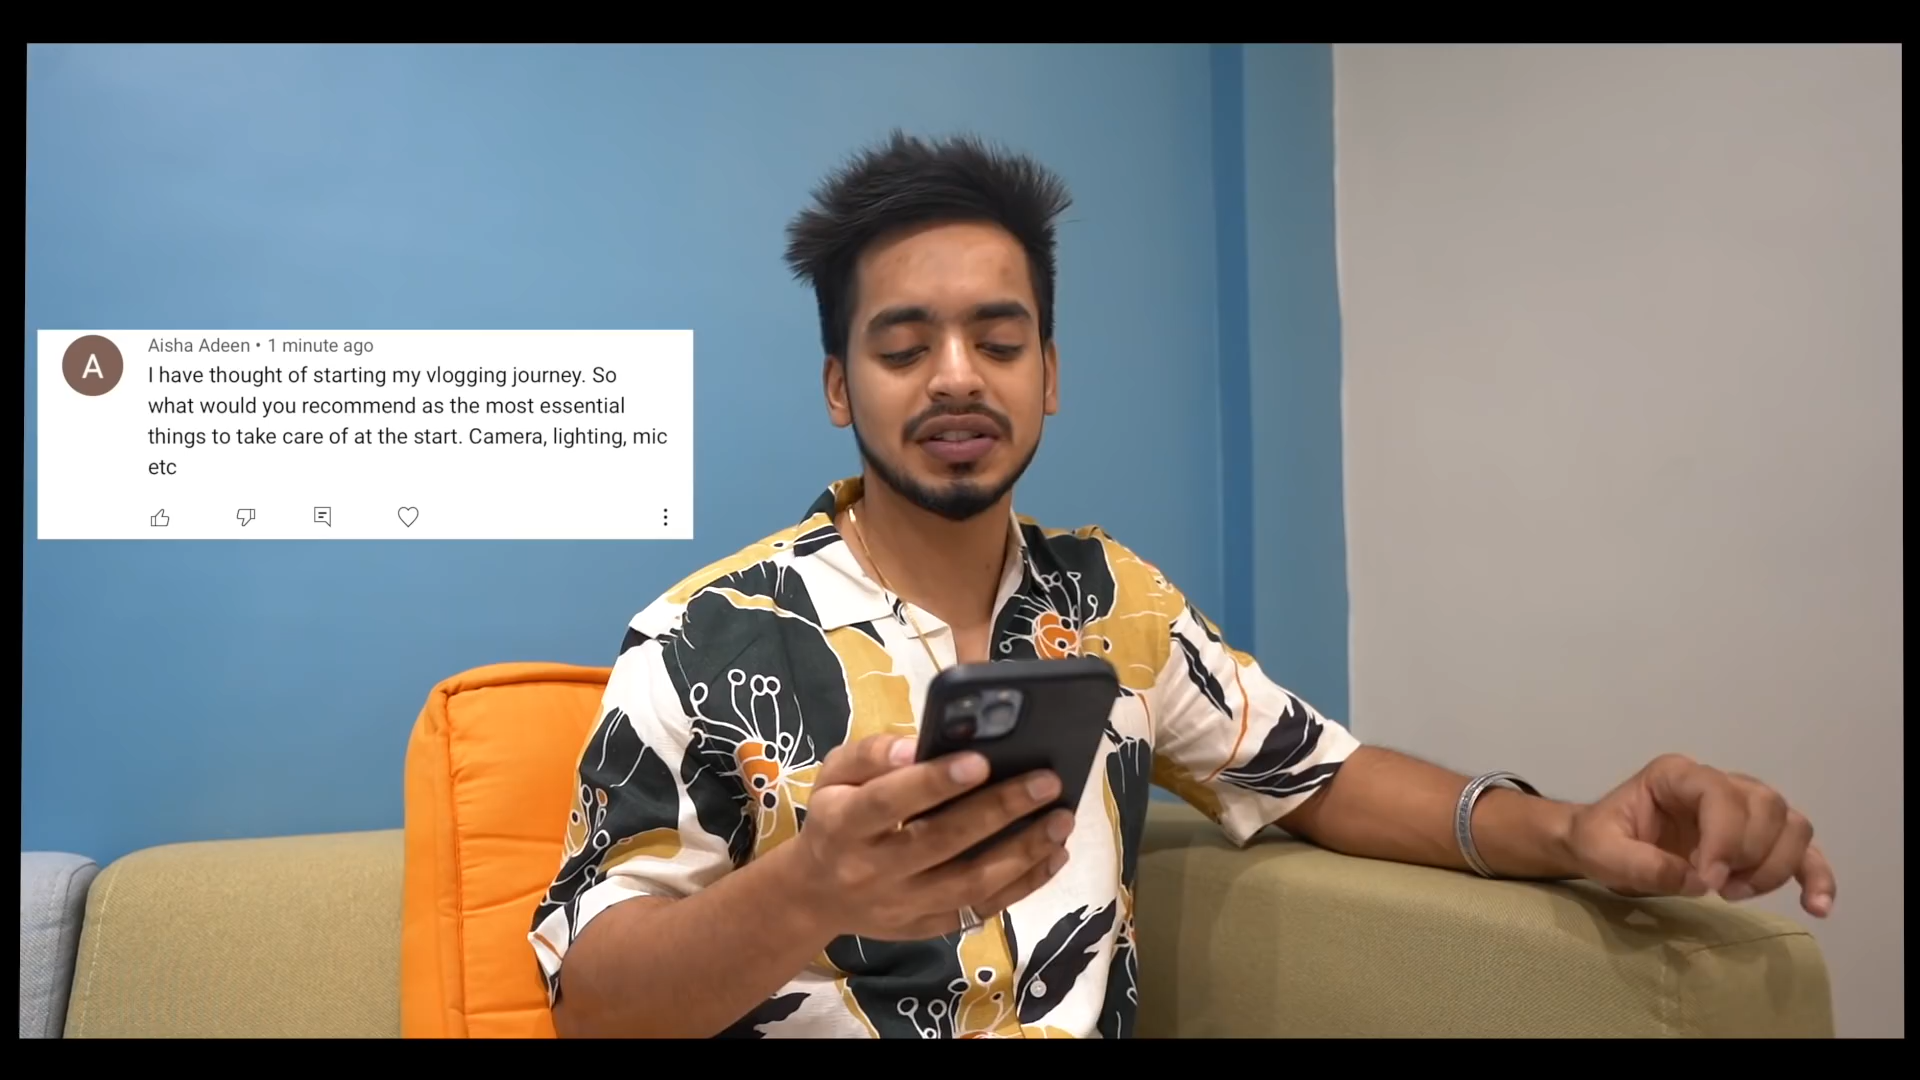 A
Aisha Adeen • 1 minute ago
I have thought of starting my vlogging journey. So
what would you recommend as the most essential
things to take care of at the start. Camera, lighting, mic
etc